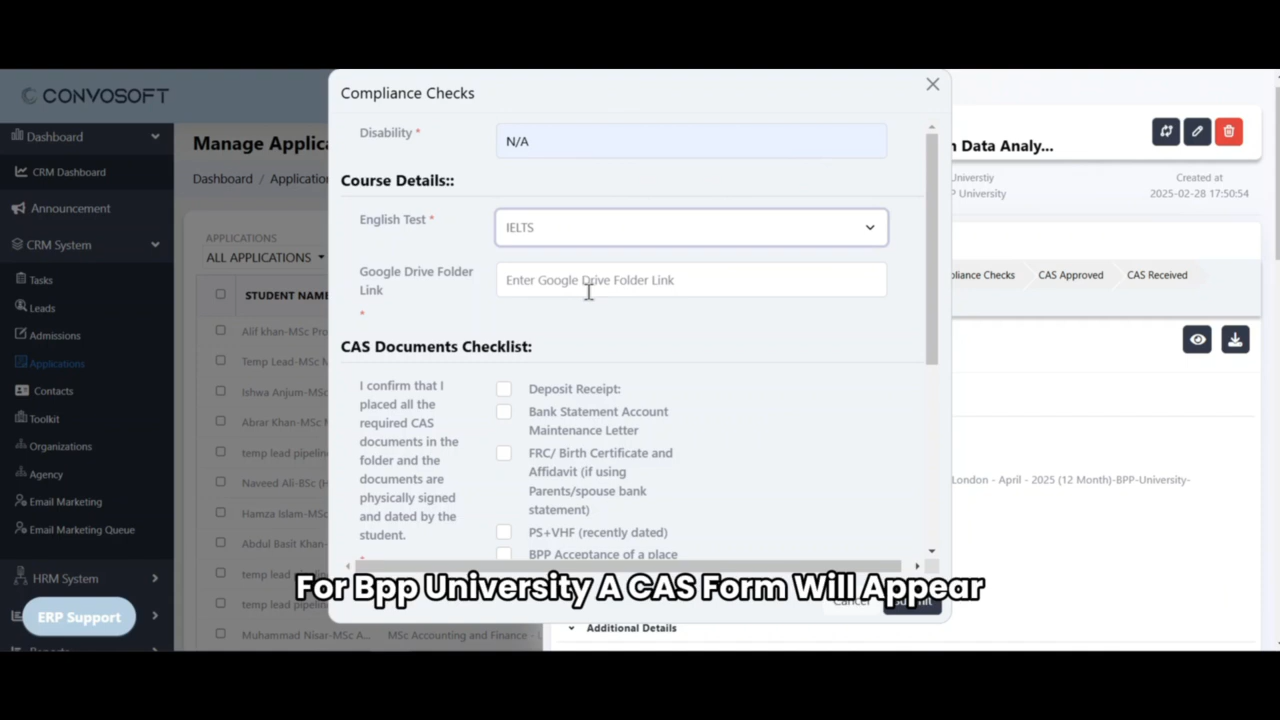 CONVOSOFT
Dashboard
CRM Dashboard
Announcement
CRM System
Tasks
Leads
Admissions
Applications
Contacts
Toolkit
Organizations
Agency
Email Marketing
Email Marketing Queue
HRM System
ERP Support
Manage Applica
Dashboard / Application
APPLICATIONS
ALL APPLICATIONS
STUDENT NAME
Alif khan-MSc Pro
Temp Lead-MSc M
Ishwa Anjum-MSc
Abrar Khan-MSc M
temp lead pipelin
Naveed Ali-BSc (H
Hamza Islam-MSc
Abdul Basit Khan-
temp lead pipelin
temp lead pipelin
Muhammad Nisar-MSc A...
MSc Accounting and Finance - L
Compliance Checks
Disability *
N/A
Course Details::
English Test *
IELTS
Google Drive Folder
Link
*
Enter Google Drive Folder Link
CAS Documents Checklist:
I confirm that I
placed all the
required CAS
documents in the
folder and the
documents are
physically signed
and dated by the
student.
*
Deposit Receipt:
Bank Statement Account
Maintenance Letter
FRC/ Birth Certificate and
Affidavit (if using
Parents/spouse bank
statement)
PS+VHF (recently dated)
BPP Acceptance of a place
Cancel
Submit
For Bpp University A CAS Form Will Appear
n Data Analy...
Universtiy
P University
Created at
2025-02-28 17:50:54
pliance Checks
CAS Approved
CAS Received
London - April - 2025 (12 Month)-BPP-University-
Additional Details